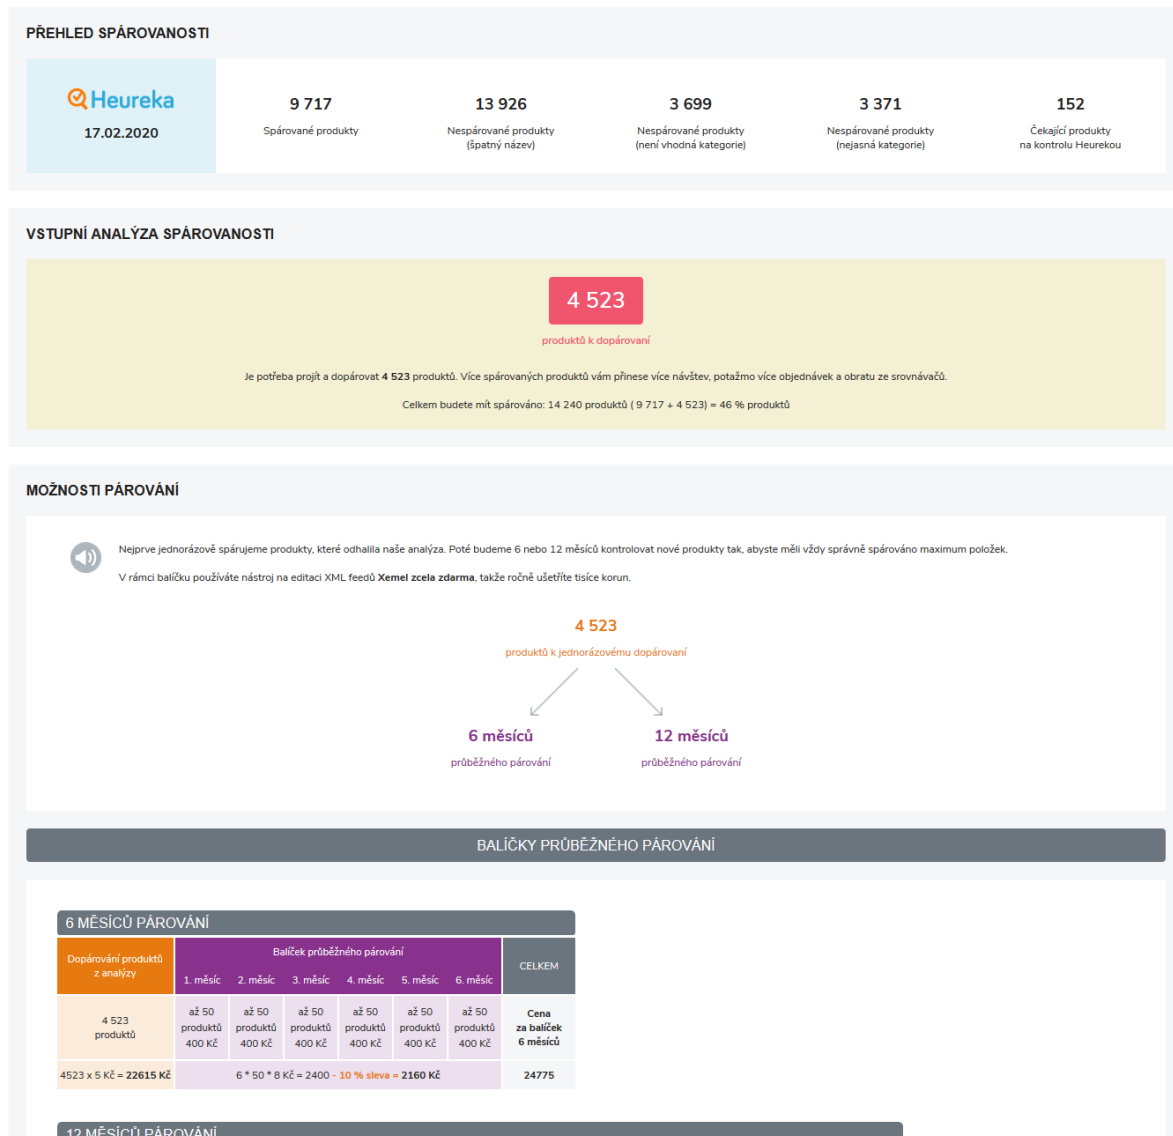 PŘEHLED SPÁROVANOSTI
Heureka
17.02.2020
9 717
Spárované produkty
13 926
Nespárované produkty
(špatný název)
3 699
Nespárované produkty
(není vhodná kategorie)
3 371
Nespárované produkty
(nejasná kategorie)
152
Čekající produkty
na kontrolu Heurekou
VSTUPNÍ ANALÝZA SPÁROVANOSTI
4 523
produktů k dopárovaní
Je potřeba projít a dopárovat 4 523 produktů. Více spárovaných produktů vám přinese více návštev, potažmo více objednávek a obratu ze srovnávačů.
Celkem budete mít spárováno: 14 240 produktů ( 9 717 + 4 523) = 46 % produktů
MOŽNOSTI PÁROVÁNÍ
Nejprve jednorázově spárujeme produkty, které odhalila naše analýza. Poté budeme 6 nebo 12 měsíců kontrolovat nové produkty tak, abyste měli vždy správně spárováno maximum položek.
V rámci balíčku používáte nástroj na editaci XML feedů Xemel zcela zdarma, takže ročně ušetříte tisíce korun.
4 523
produktů k jednorázovému dopárovaní
6 měsíců
průběžného párování
12 měsíců
průběžného párování
BALÍČKY PRŮBĚŽNÉHO PÁROVÁNÍ
6 MĚSÍCŮ PÁROVÁNÍ
Dopárování produktů
z analýzy
Balíček průběžného párování
1. měsíc 2. měsíc 3. měsíc 4. měsíc 5. měsíc 6. měsíc
CELKEM
4 523
produktů
až 50 až 50 až 50 až 50 až 50 až 50
produktů produktů produktů produktů produktů produktů
400 Kč 400 Kč 400 Kč 400 Kč 400 Kč 400 Kč
Cena
za balíček
6 měsíců
4523 x 5 Kč = 22615 Kč
6 * 50 * 8 Kč = 2400 - 10 % sleva = 2160 Kč
24775
12 MĚSÍCŮ PÁROVÁNÍ